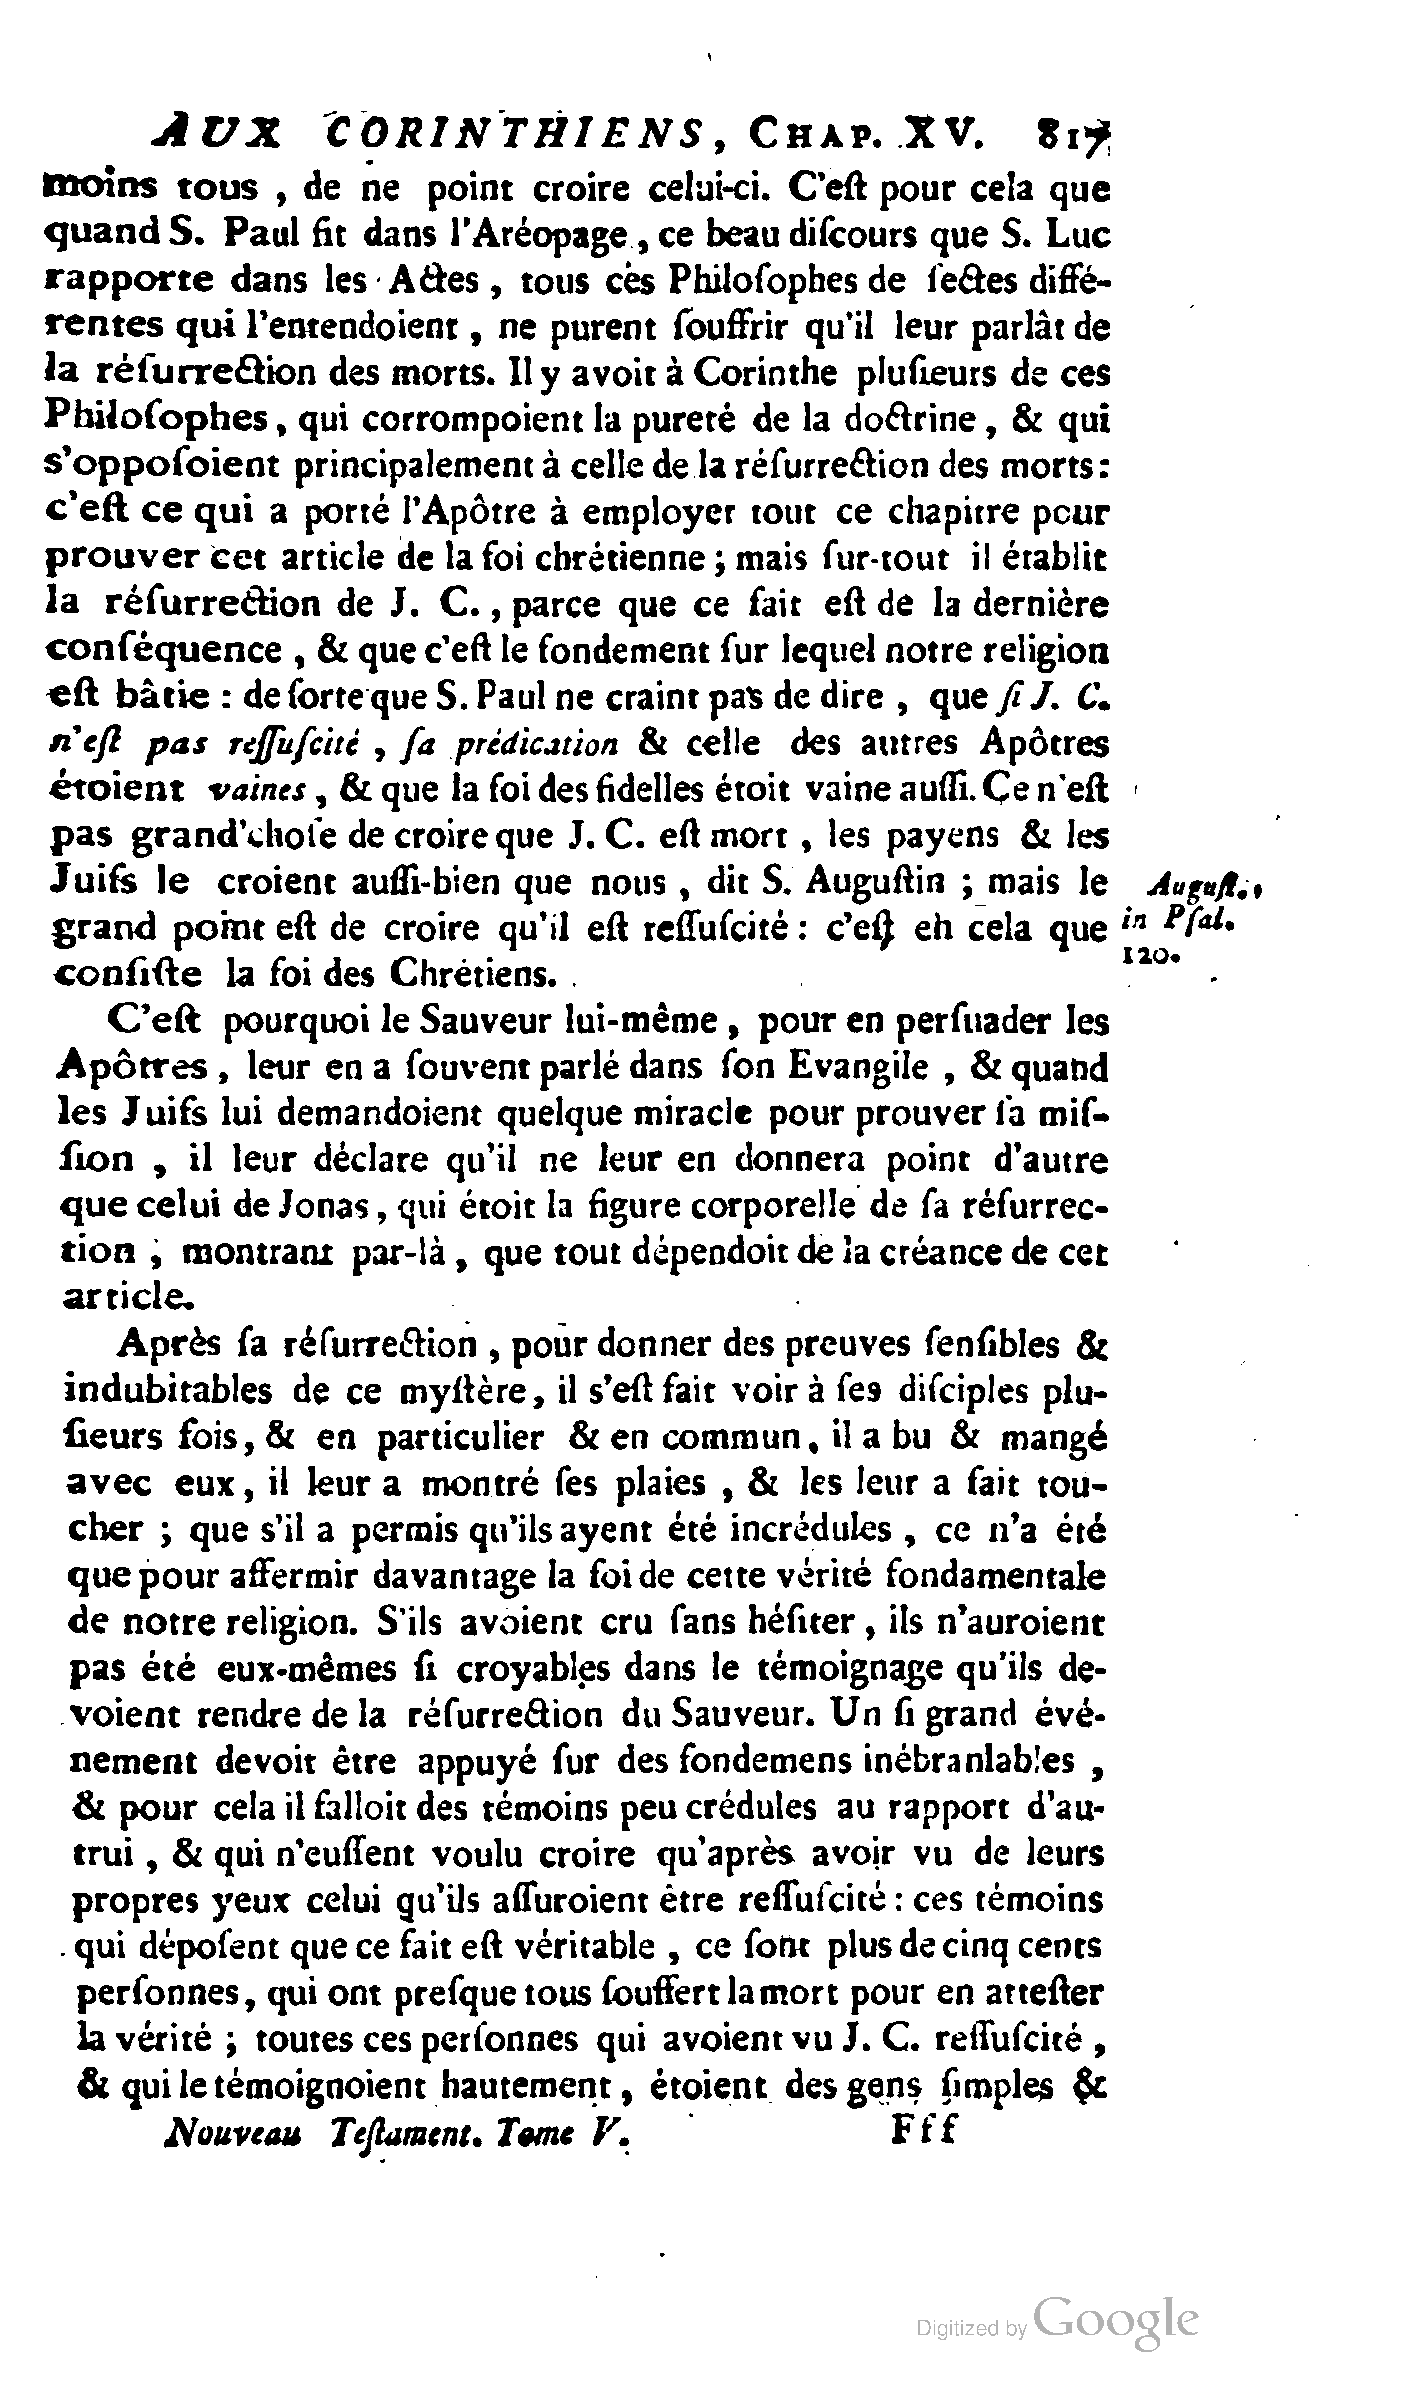 AUX CORINTHIENS, CHAP. XV. 817
moins tous , de ne point croire celui-ci. C'eſt pour cela que
quand S. Paul fit dans l'Aréopage, ce beau diſcours que S. Luc
rapporte dans les Actes , tous ces Philoſophes de ſectes diffé-
rentes qui l'entendoient , ne purent ſouffrir qu'il leur parlât de
la réſurrection des morts. Il y avoit à Corinthe pluſieurs de ces
Philoſophes, qui corrompoient la pureté de la doctrine, & qui
s'oppoſoient principalement à celle de la réſurrection des morts:
c'eſt ce qui a porté l'Apôtre à employer tout ce chapitre pour
prouver cet article de la foi chrétienne ; mais ſur-tout il établit
la réſurrection de J. C., parce que ce fait eſt de la dernière
conſéquence , & que c'eſt le fondement ſur lequel notre religion
eſt bâtie : de ſorte que S. Paul ne craint pas de dire , que ſi J. C.
n'eſt pas reſſuſcité , ſa prédication & celle des autres Apôtres
étoient vaines, & que la foi des fidelles étoit vaine auſſi. Ce n'eſt
pas grand'choſe de croire que J. C. eſt mort , les payens & les
Juifs le croient auſſi-bien que nous , dit S. Auguſtin ; mais le
grand point eſt de croire qu'il eſt reſſuſcité : c'eſt en cela que
conſiſte la foi des Chrétiens.
Auguſt.,
in Pſal.
120.
C'eſt pourquoi le Sauveur lui-même , pour en perſuader les
Apôtres , leur en a ſouvent parlé dans ſon Evangile , & quand
les Juifs lui demandoient quelque miracle pour prouver ſa miſ-
ſion , il leur déclare qu'il ne leur en donnera point d'autre
que celui de Jonas, qui étoit la figure corporelle de ſa réſurrec-
tion ; montrant par-là , que tout dépendoit de la créance de cet
article.
Après ſa réſurrection , pour donner des preuves ſenſibles &
indubitables de ce myſtère, il s'eſt fait voir à ſes diſciples plu-
ſieurs fois, & en particulier & en commun, il a bu & mangé
avec eux, il leur a montré ſes plaies , & les leur a fait tou-
cher ; que s'il a permis qu'ils ayent été incrédules , ce n'a été
que pour affermir davantage la foi de cette vérité fondamentale
de notre religion. S'ils avoient cru ſans héſiter, ils n'auroient
pas été eux-mêmes ſi croyables dans le témoignage qu'ils de-
voient rendre de la réſurrection du Sauveur. Un ſi grand évé-
nement devoit être appuyé ſur des fondemens inébranlables ,
& pour cela il falloit des témoins peu crédules au rapport d'au-
trui , & qui n'euſſent voulu croire qu'après avoir vu de leurs
propres yeux celui qu'ils aſſuroient être reſſuſcité : ces témoins
qui dépoſent que ce fait eſt véritable , ce ſont plus de cinq cents
perſonnes, qui ont preſque tous ſouffert la mort pour en atteſter
la vérité ; toutes ces perſonnes qui avoient vu J. C. reſſuſcité ,
& qui le témoignoient hautement, étoient des gens ſimples &
Nouveau Teſtament. Tome V. Fff
Digitized by Google